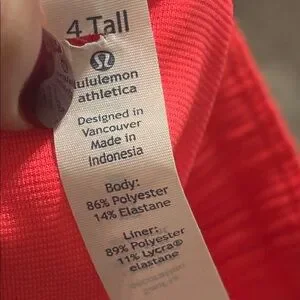 4 Tall
lululemon
athletica
Designed in
Vancouver
Made in
Indonesia
Body:
86% Polyester
14% Elastane
Liner:
89% Polyester
11% Lycra®
elastane